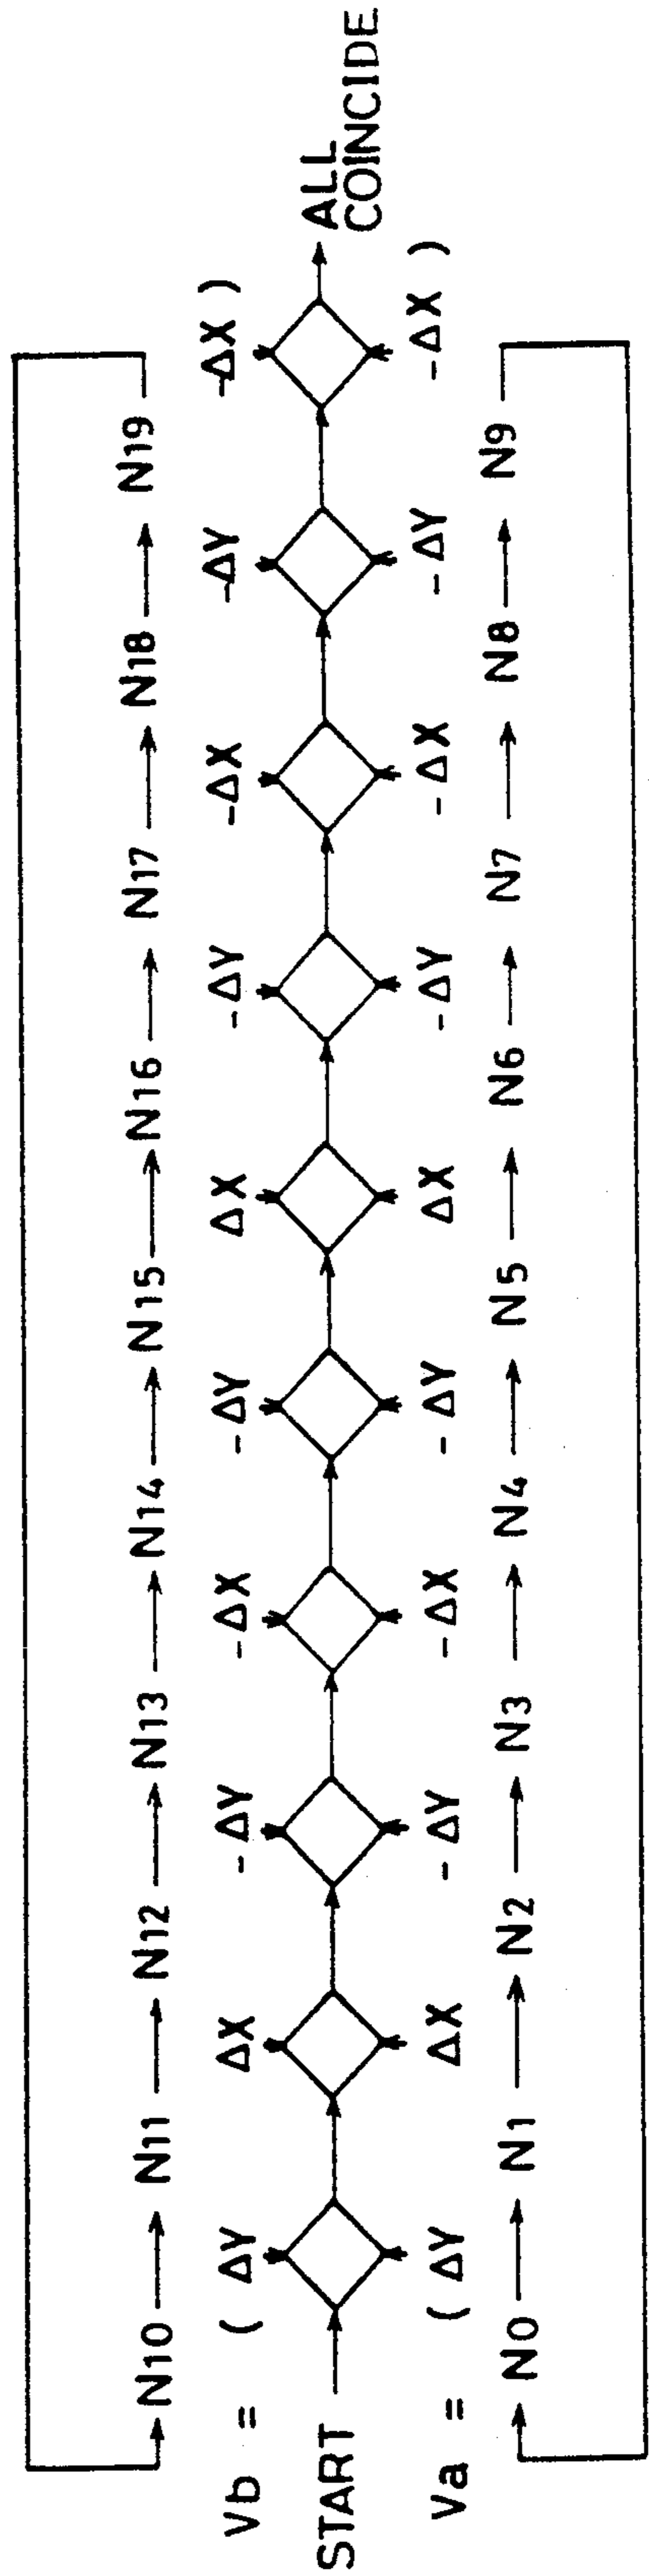 N10 N11 N12 N13 N14 N15 N16 N17 N18 N19
Vb = ( ΔY ΔX -ΔY -ΔX -ΔY ΔX -ΔY -ΔX -ΔY -ΔX )
START
ALL
COINCIDE
Va = ( ΔY ΔX -ΔY -ΔX -ΔY ΔX -ΔY -ΔX -ΔY -ΔX )
N0 N1 N2 N3 N4 N5 N6 N7 N8 N9